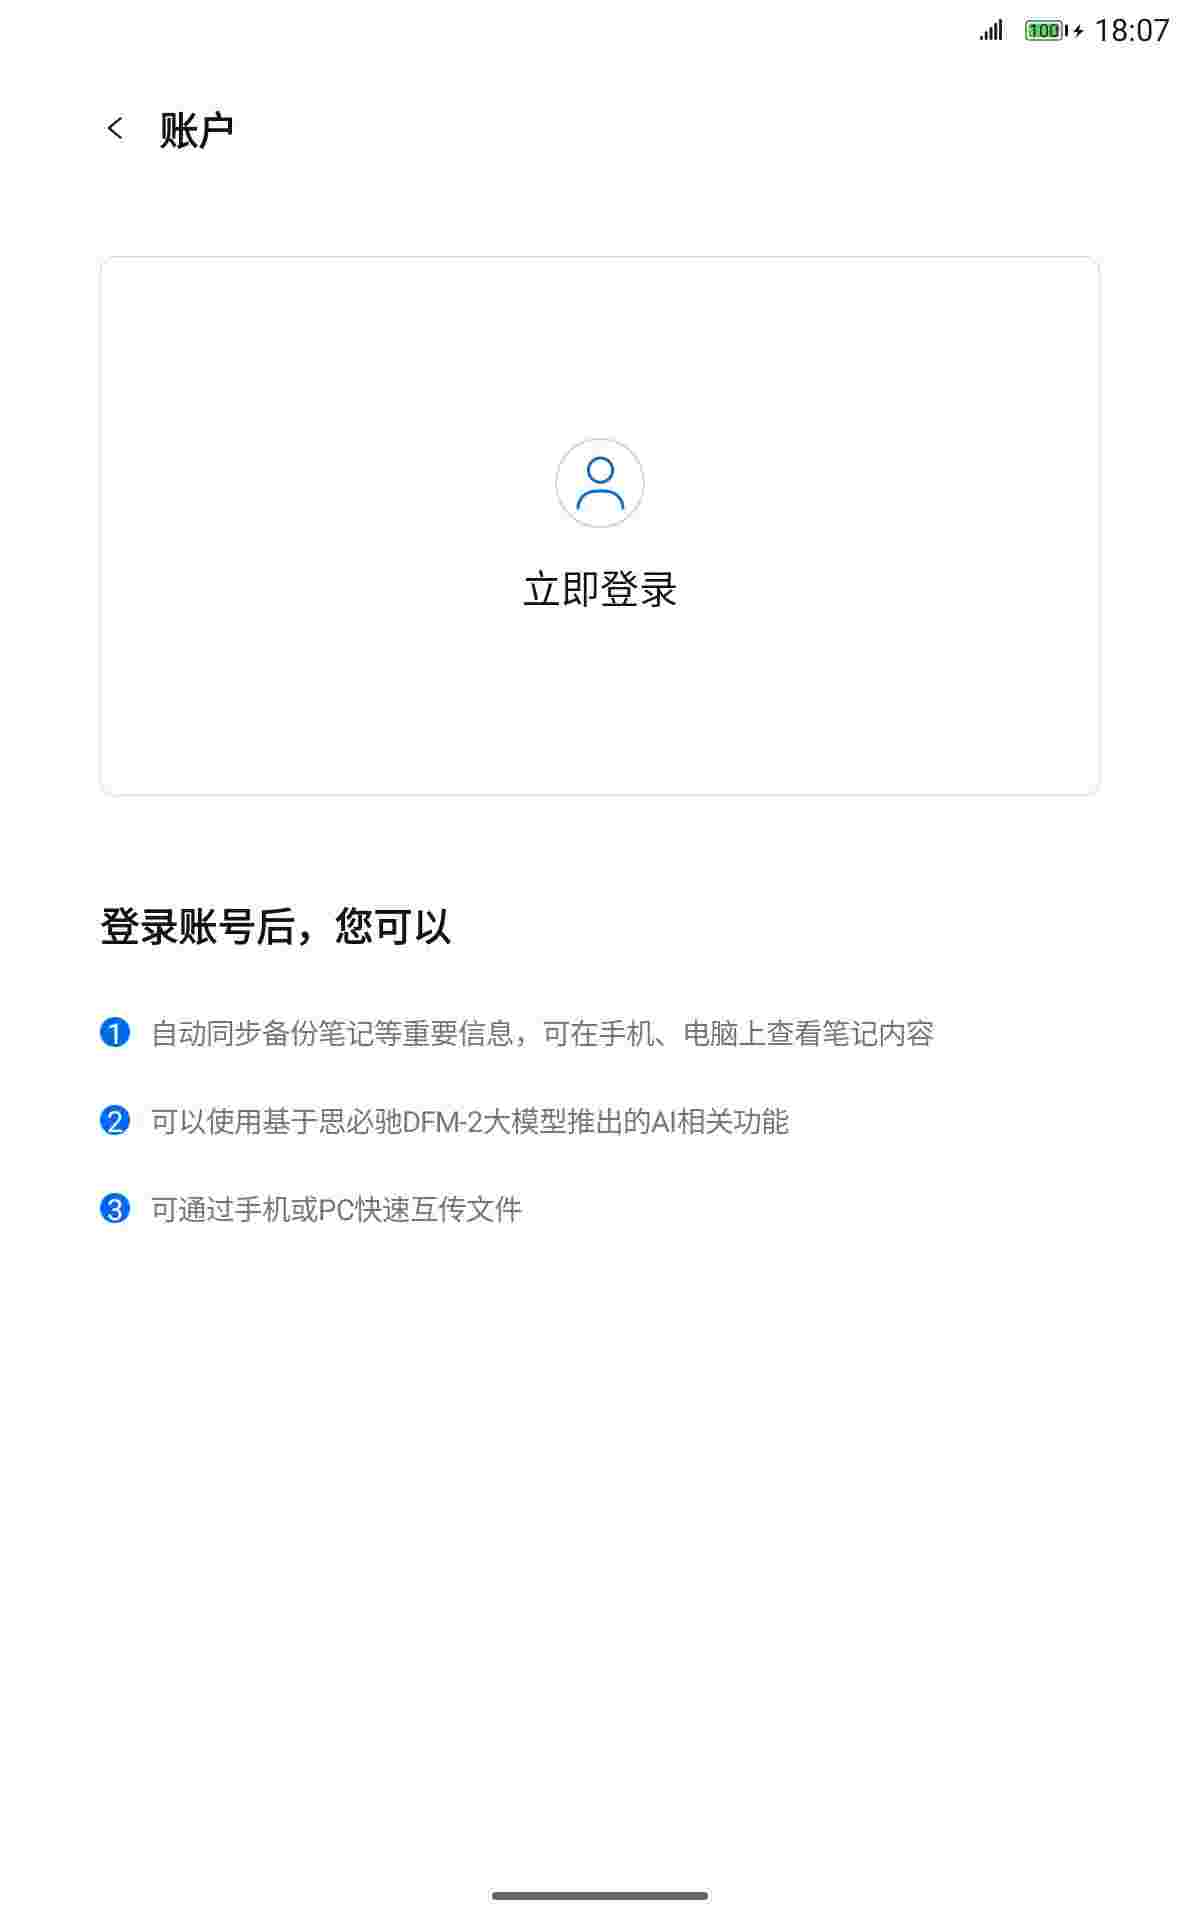 100 18:07
账户
立即登录
登录账号后，您可以
1 自动同步备份笔记等重要信息，可在手机、电脑上查看笔记内容
2 可以使用基于思必驰DFM-2大模型推出的AI相关功能
3 可通过手机或PC快速互传文件